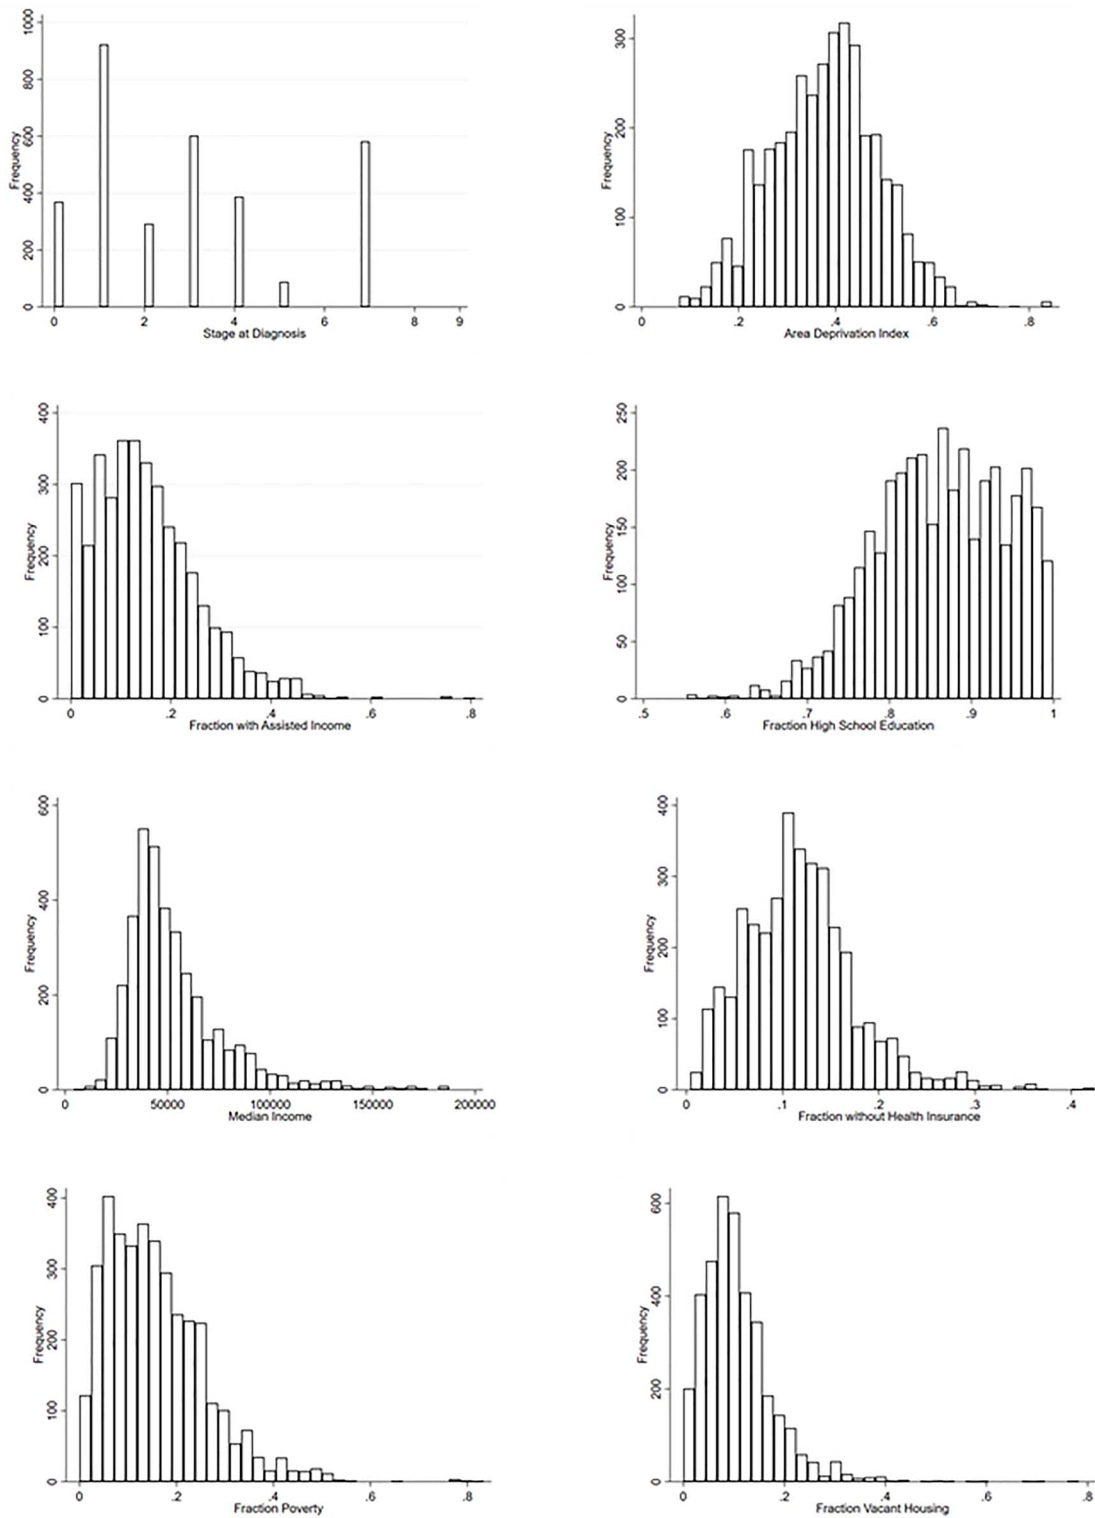 1000
800
600
400
200
0
Frequency
0 2 4 6 8 9
Stage at Diagnosis
300
200
100
0
Frequency
0 .2 .4 .6 .8
Area Deprivation Index
400
300
200
100
0
Frequency
0 .2 .4 .6 .8
Fraction with Assisted Income
250
200
150
100
50
0
Frequency
.5 .6 .7 .8 .9 1
Fraction High School Education
600
400
200
0
Frequency
0 50000 100000 150000 200000
Median Income
400
300
200
100
0
Frequency
0 .1 .2 .3 .4
Fraction without Health Insurance
400
300
200
100
0
Frequency
0 .2 .4 .6 .8
Fraction Poverty
600
400
200
0
Frequency
0 .2 .4 .6 .8
Fraction Vacant Housing